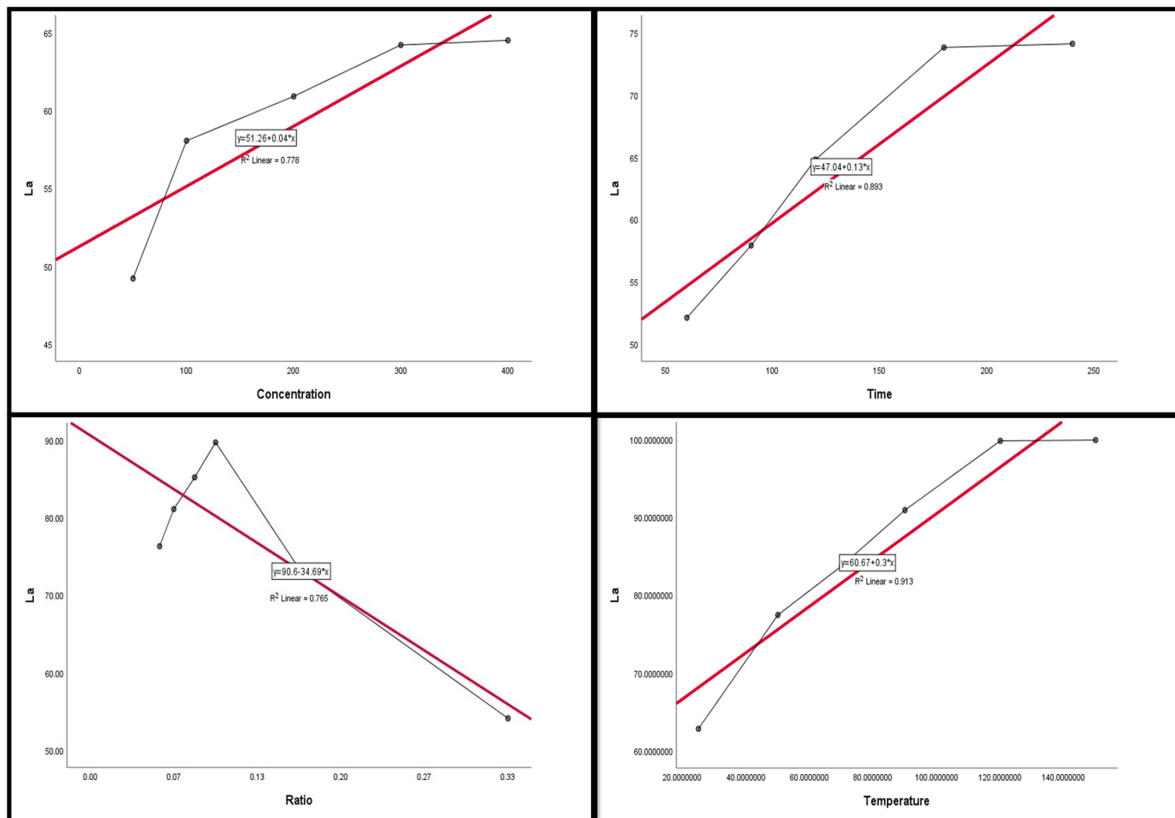 La
65
60
55
50
45
y=51.26+0.04*x
R2 Linear = 0.778
0 100 200 300 400
Concentration
La
75
70
65
60
55
50
y=47.04+0.13*x
R2 Linear = 0.893
50 100 150 200 250
Time
La
90.00
80.00
70.00
60.00
50.00
y=90.6-34.69*x
R2 Linear = 0.765
0.00 0.07 0.13 0.20 0.27 0.33
Ratio
La
100.0000000
90.0000000
80.0000000
70.0000000
60.0000000
y=60.67+0.3*x
R2 Linear = 0.913
20.0000000 40.0000000 60.0000000 80.0000000 100.0000000 120.0000000 140.0000000
Temperature